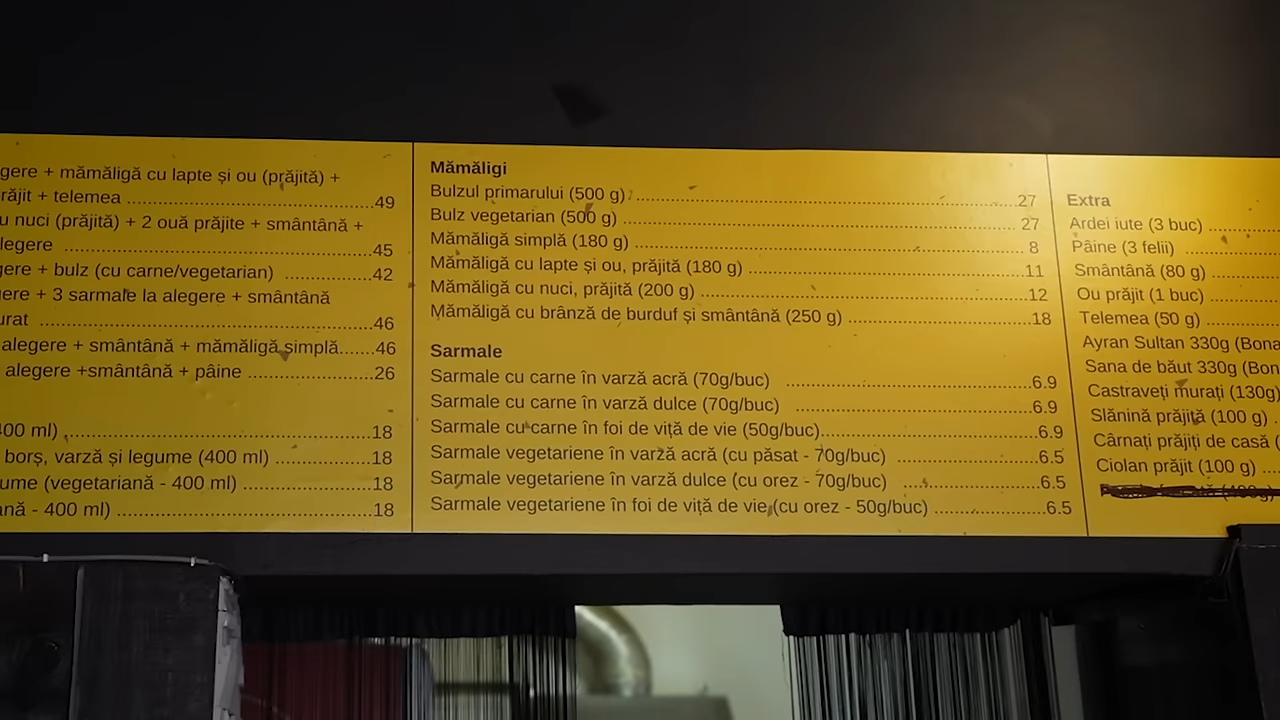 gere + mămăligă cu lapte și ou (prăjită) +
răjit + telemea ........49
u nuci (prăjită) + 2 ouă prăjite + smântână +
legere ........45
gere + bulz (cu carne/vegetarian) ........42
ere + 3 sarmale la alegere + smântână
urat ........46
alegere + smântână + mămăligă simplă......46
alegere +smântână + pâine ........26
400 ml) ........18
borș, varză și legume (400 ml) ........18
ume (vegetariană - 400 ml) ........18
ană - 400 ml) ........18
Mămăligi
Bulzul primarului (500 g) ........27
Bulz vegetarian (500 g) ........27
Mămăligă simplă (180 g) ........8
Mămăligă cu lapte și ou, prăjită (180 g) ........11
Mămăligă cu nuci, prăjită (200 g) ........12
Mămăligă cu brânză de burduf și smântână (250 g) ........18
Sarmale
Sarmale cu carne în varză acră (70g/buc) ........6.9
Sarmale cu carne în varză dulce (70g/buc) ........6.9
Sarmale cu carne în foi de viță de vie (50g/buc)........6.9
Sarmale vegetariene în varză acră (cu păsat - 70g/buc) ........6.5
Sarmale vegetariene în varză dulce (cu orez - 70g/buc) ........6.5
Sarmale vegetariene în foi de viță de vie (cu orez - 50g/buc) ........6.5
Extra
Ardei iute (3 buc) ........
Pâine (3 felii) ........
Smântână (80 g) ........
Ou prăjit (1 buc) ........
Telemea (50 g) ........
Ayran Sultan 330g (Bona
Sana de băut 330g (Bon
Castraveți murați (130g)
Slănină prăjită (100 g) .
Cârnați prăjiți de casă (
Ciolan prăjit (100 g) ....